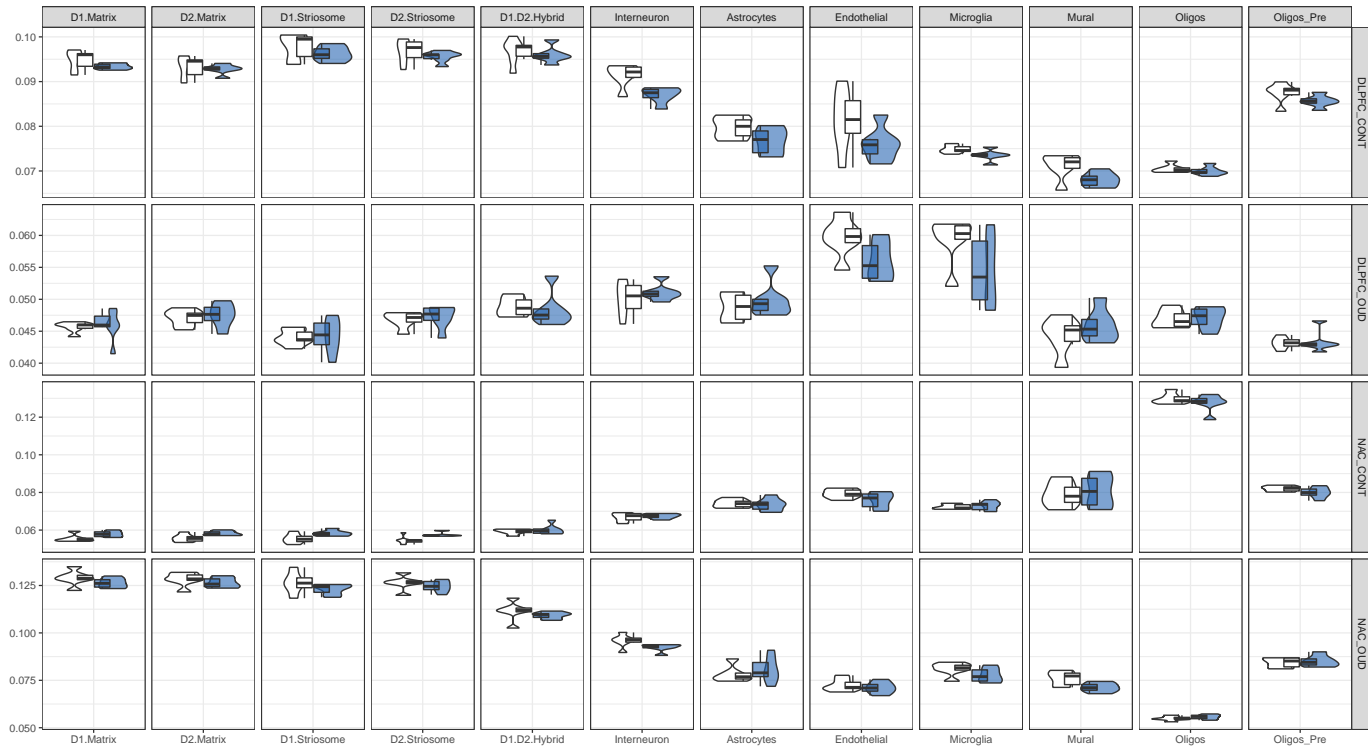 D1.Matrix D2.Matrix D1.Striosome D2.Striosome D1.D2.Hybrid Interneuron Astrocytes Endothelial Microglia Mural Oligos Oligos_Pre
0.10
0.09
0.08
0.07
DLPFC_CONT
0.060
0.055
0.050
0.045
0.040
DLPFC_OUD
0.12
0.10
0.08
0.06
NAC_CONT
0.125
0.100
0.075
0.050
NAC_OUD
D1.Matrix D2.Matrix D1.Striosome D2.Striosome D1.D2.Hybrid Interneuron Astrocytes Endothelial Microglia Mural Oligos Oligos_Pre